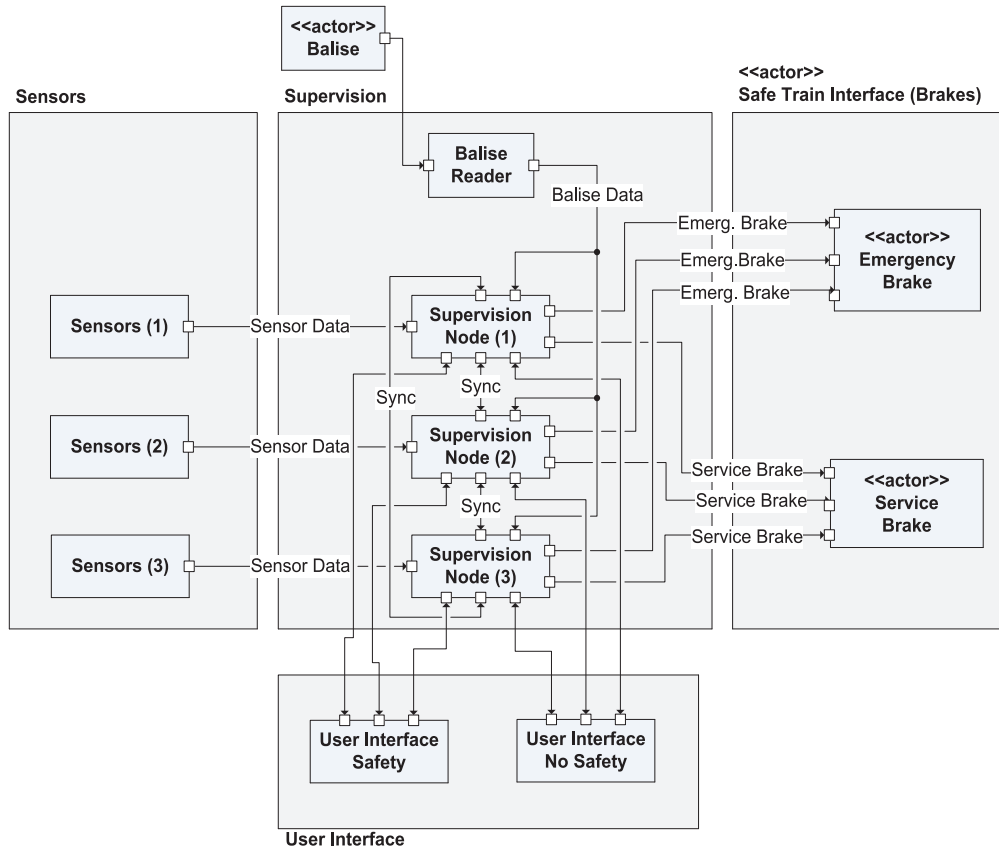 <<actor>>
Balise
<<actor>>
Safe Train Interface (Brakes)
Sensors
Supervision
Balise
Reader
Balise Data
Emerg. Brake
<<actor>>
Emergency
Brake
Emerg.Brake
Emerg. Brake
Sensors (1)
Sensor Data
Supervision
Node (1)
Sync
Sync
Sensors (2)
Sensor Data
Supervision
Node (2)
Service Brake
<<actor>>
Service
Brake
Service Brake
Service Brake
Sync
Sensors (3)
Sensor Data
Supervision
Node (3)
User Interface
Safety
User Interface
No Safety
User Interface